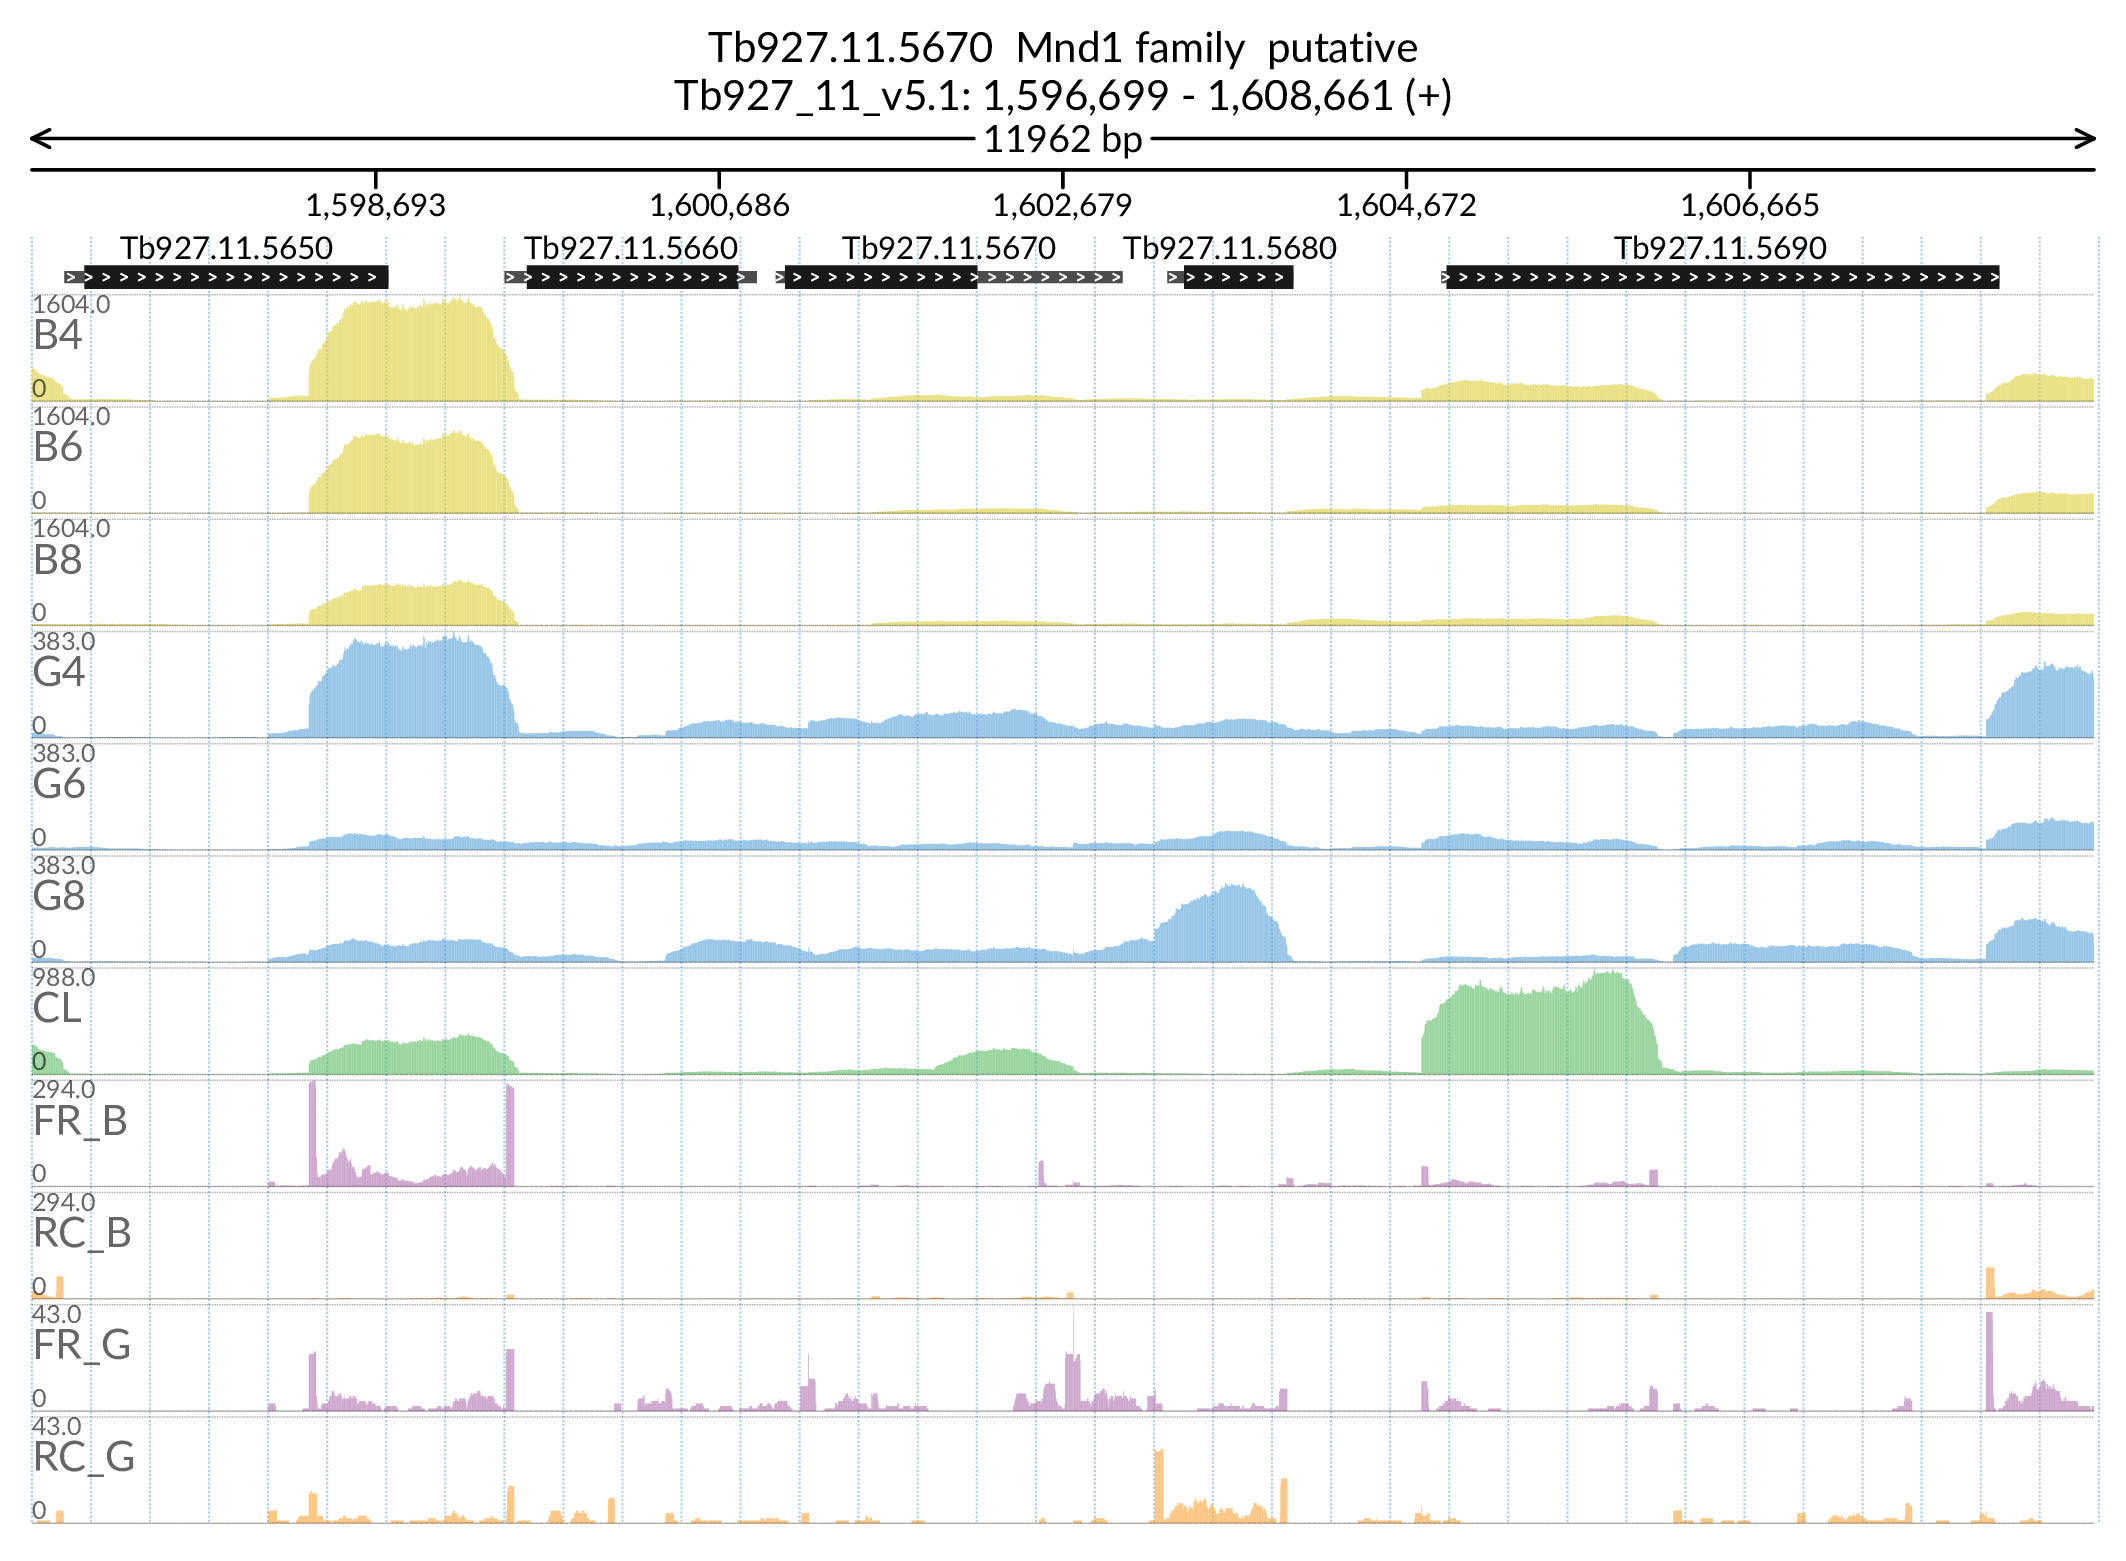 Tb927.11.5670  Mnd1 family  putative
Tb927_11_v5.1: 1,596,699 - 1,608,661 (+)
11962 bp
1,598,693 1,600,686 1,602,679 1,604,672 1,606,665
Tb927.11.5650 Tb927.11.5660 Tb927.11.5670 Tb927.11.5680 Tb927.11.5690
1604.0
B4
0
1604.0
B6
0
1604.0
B8
0
383.0
G4
0
383.0
G6
0
383.0
G8
0
988.0
CL
0
294.0
FR_B
0
294.0
RC_B
0
43.0
FR_G
0
43.0
RC_G
0